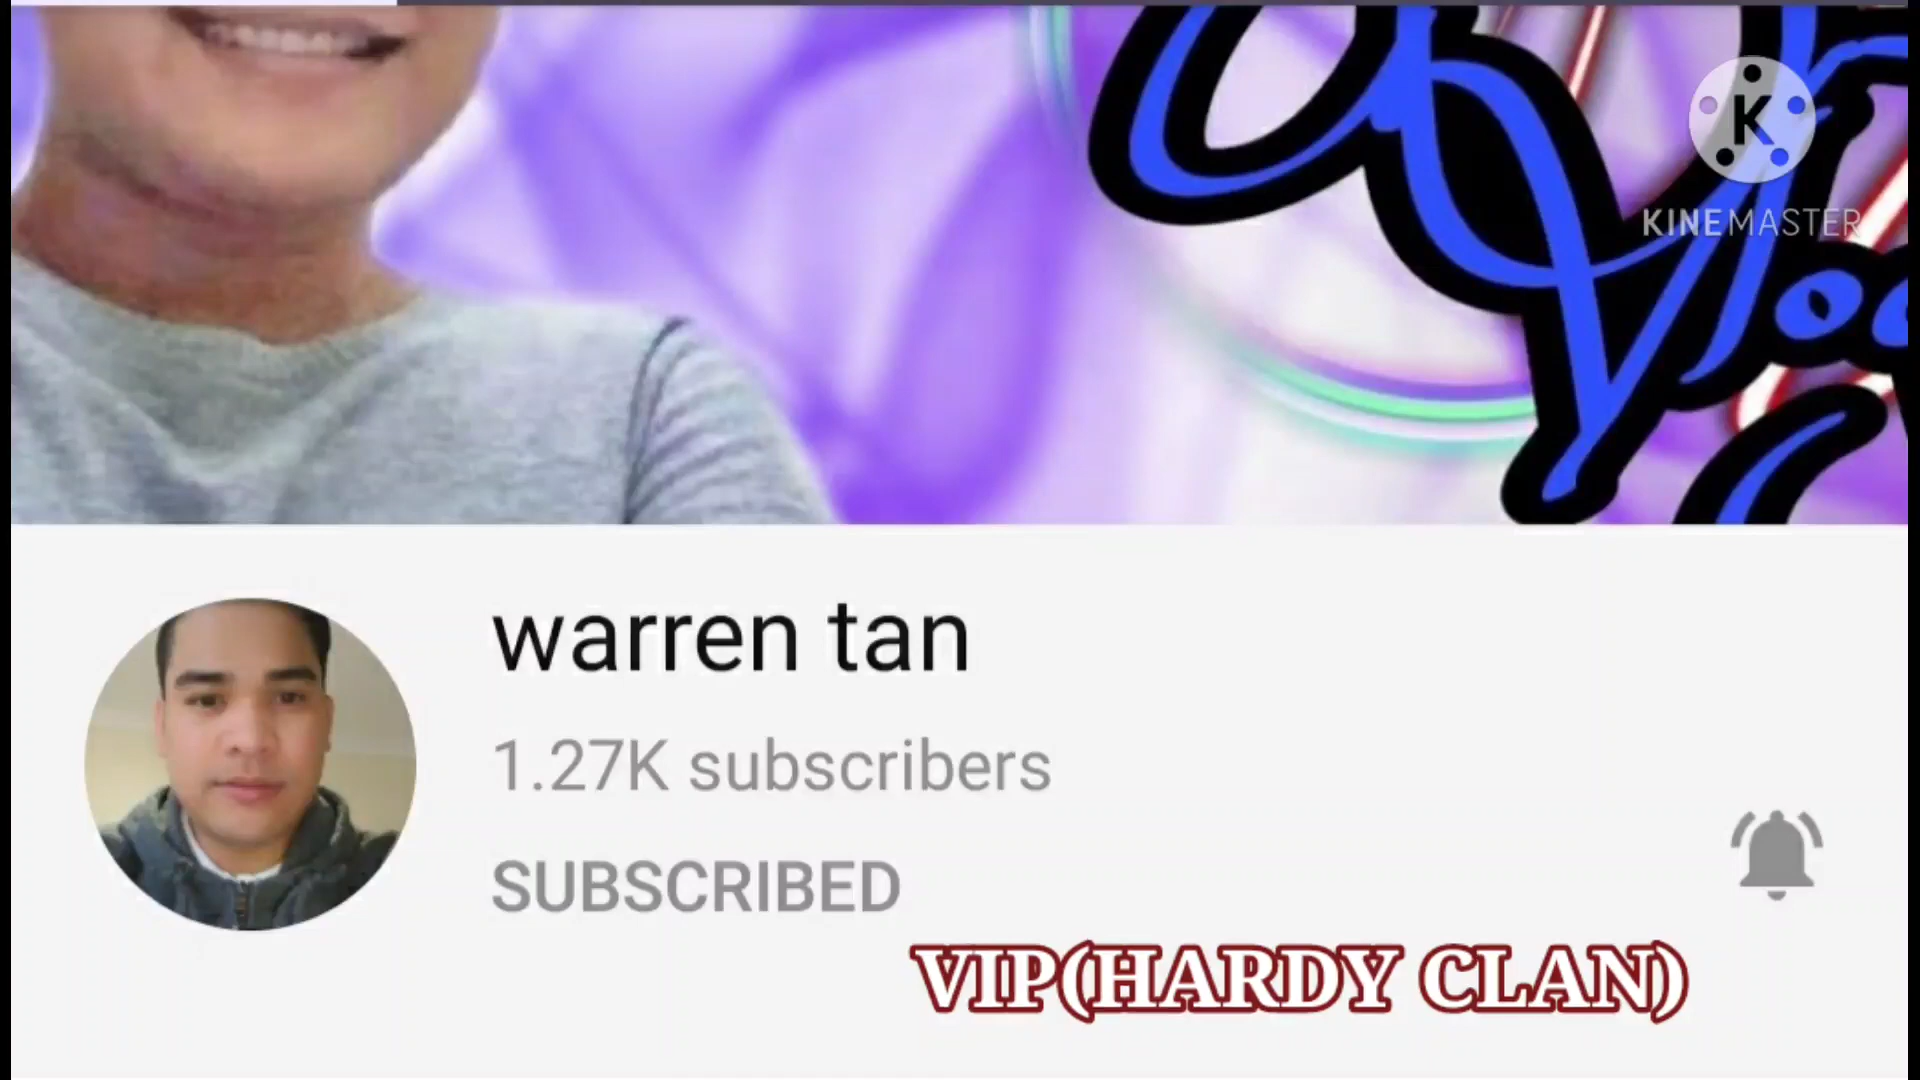 K
KINEMASTER
warren tan
1.27K subscribers
SUBSCRIBED
VIP(HARDY CLAN)